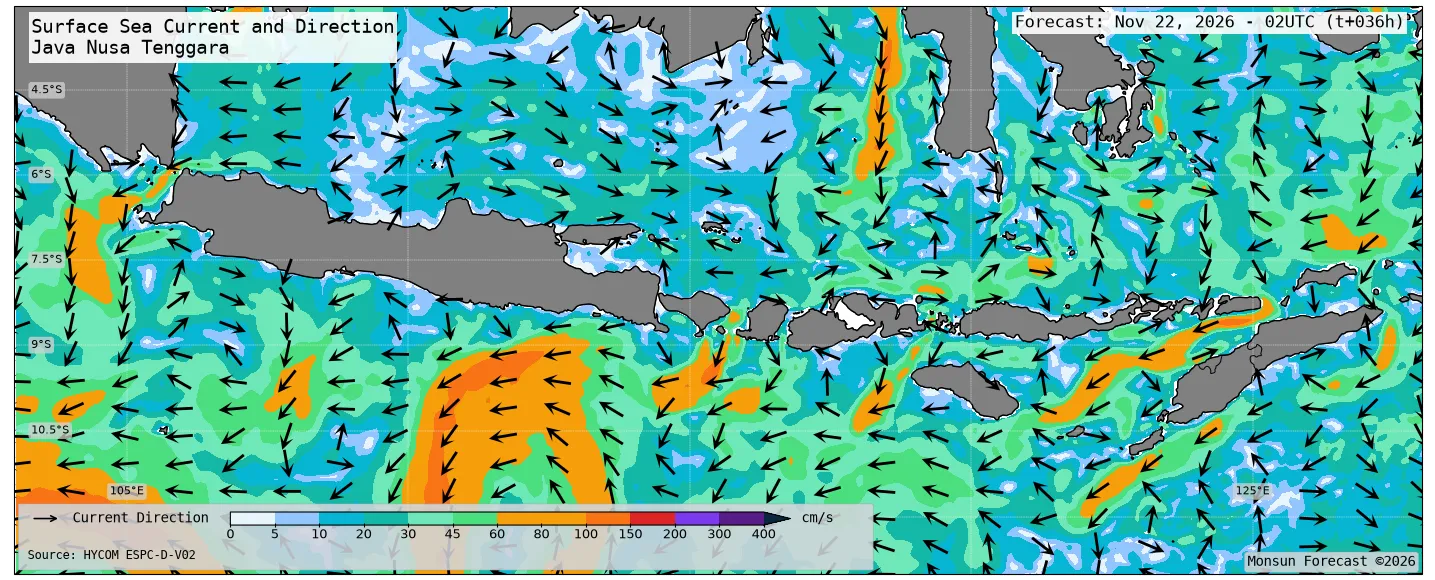 Surface Sea Current and Direction
Java Nusa Tenggara
Forecast: Nov 22, 2026 - 02UTC (t+036h)
4.5°S
6°S
7.5°S
9°S
10.5°S
105°E
125°E
Current Direction
0 5 10 20 30 45 60 80 100 150 200 300 400 cm/s
Source: HYCOM ESPC-D-V02
Monsun Forecast ©2026